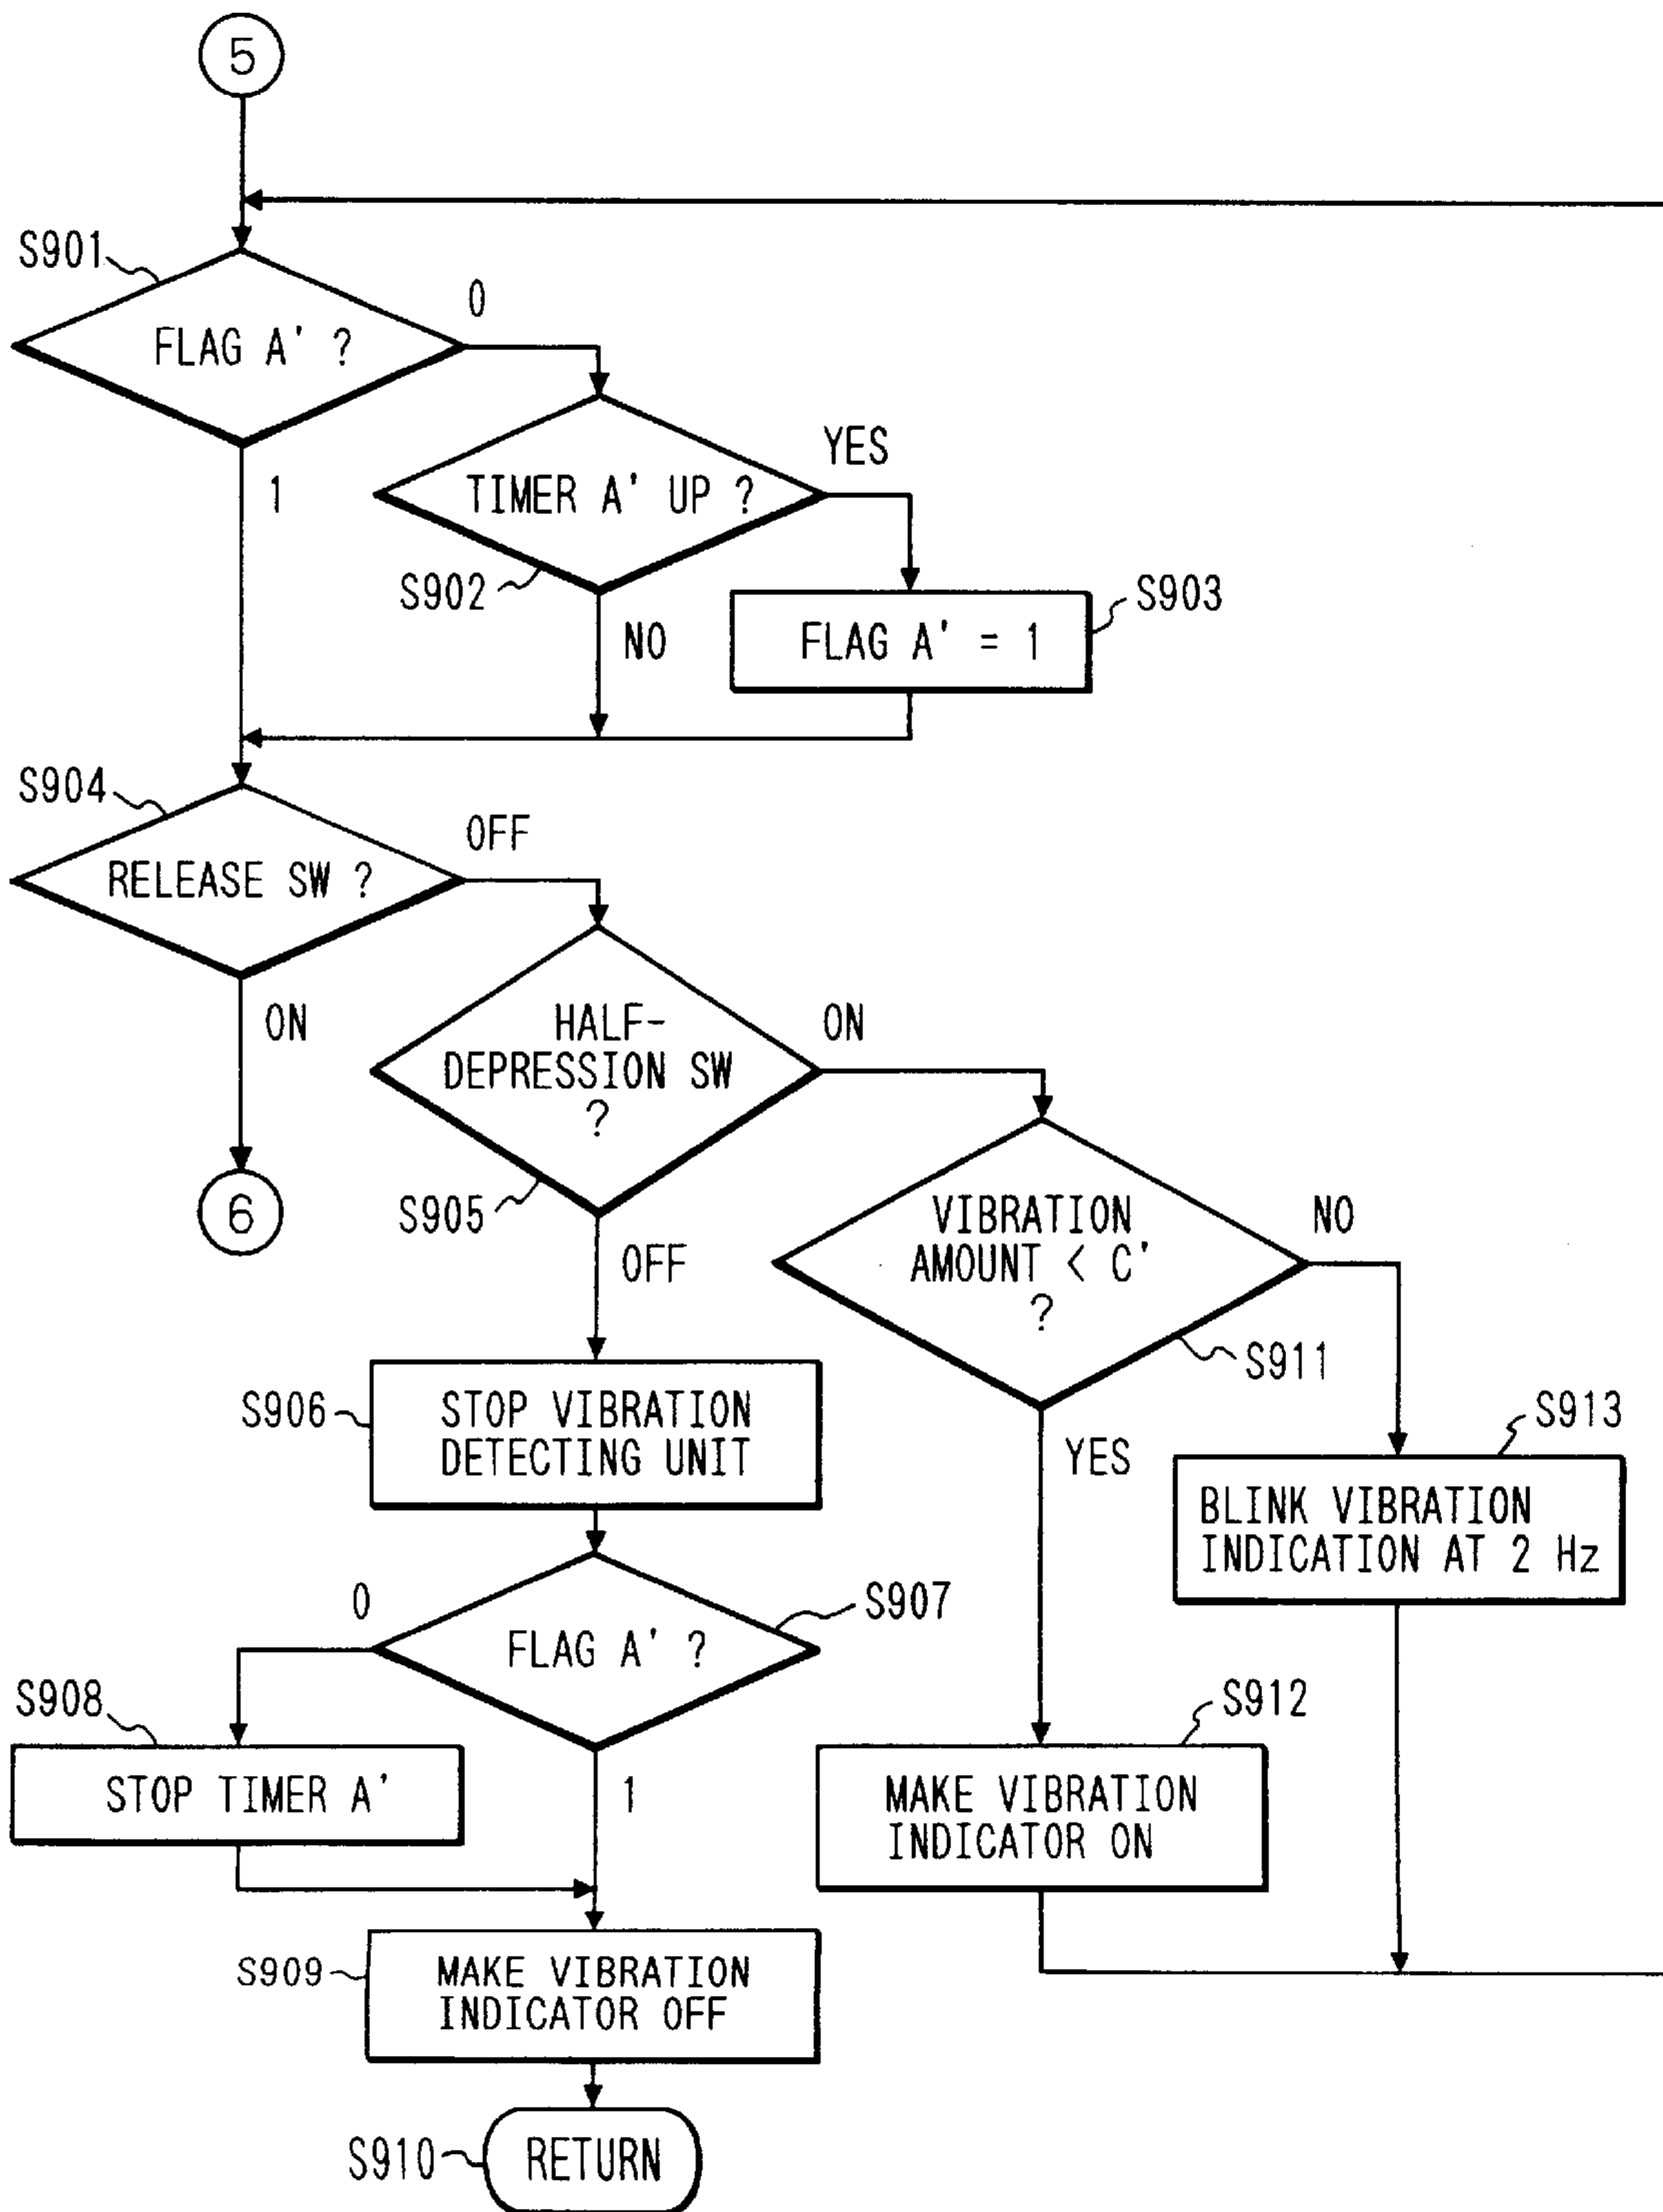 5
S901
FLAG A' ?
0
1
TIMER A' UP ?
YES
S902
NO
S903
FLAG A' = 1
S904
RELEASE SW ?
OFF
ON
6
HALF-
DEPRESSION SW
?
ON
S905
OFF
VIBRATION
AMOUNT < C'
?
NO
S911
YES
S906
STOP VIBRATION
DETECTING UNIT
S913
BLINK VIBRATION
INDICATION AT 2 Hz
0
S907
FLAG A' ?
1
S908
STOP TIMER A'
S912
MAKE VIBRATION
INDICATOR ON
S909
MAKE VIBRATION
INDICATOR OFF
S910
RETURN